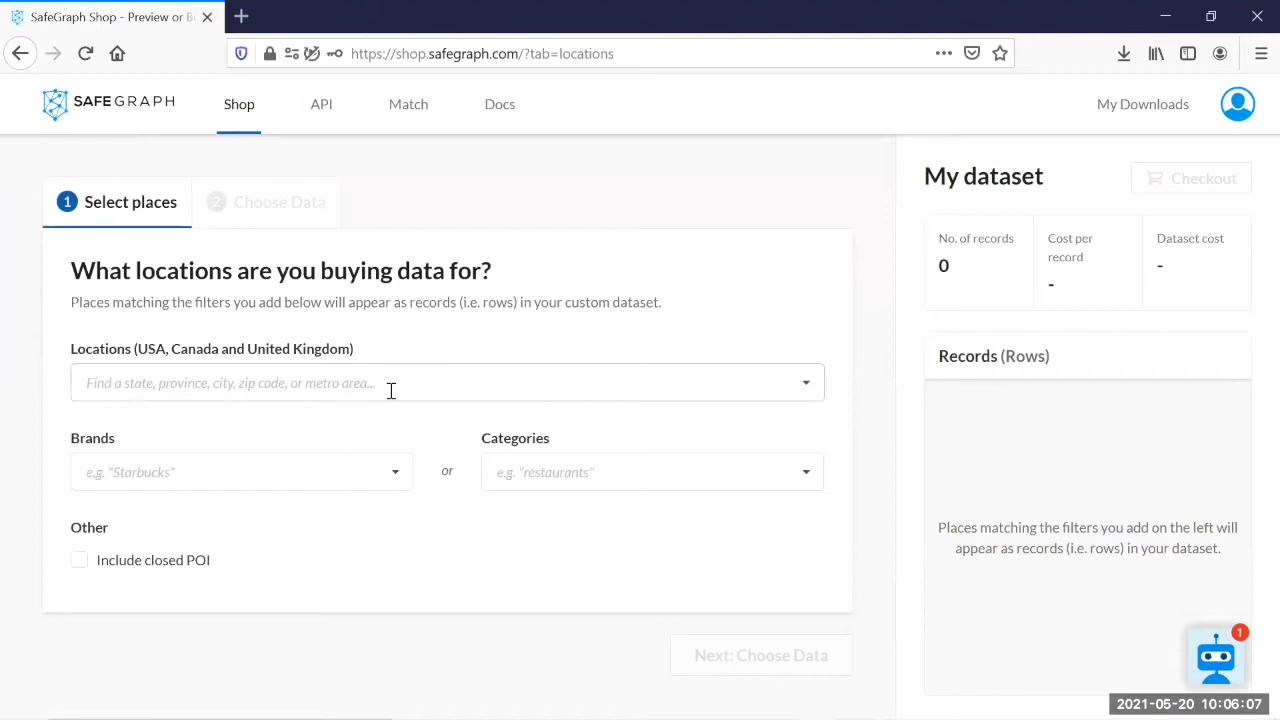 SafeGraph Shop - Preview or B
https://shop.safegraph.com/?tab=locations
SAFEGRAPH
Shop
API
Match
Docs
My Downloads
1 Select places
2 Choose Data
What locations are you buying data for?
Places matching the filters you add below will appear as records (i.e. rows) in your custom dataset.
Locations (USA, Canada and United Kingdom)
Find a state, province, city, zip code, or metro area...
Brands
e.g. "Starbucks"
or
Categories
e.g. "restaurants"
Other
Include closed POI
Next: Choose Data
My dataset
Checkout
No. of records
0
Cost per
record
-
Dataset cost
-
Records (Rows)
Places matching the filters you add on the left will
appear as records (i.e. rows) in your dataset.
1
2021-05-20 10:06:07